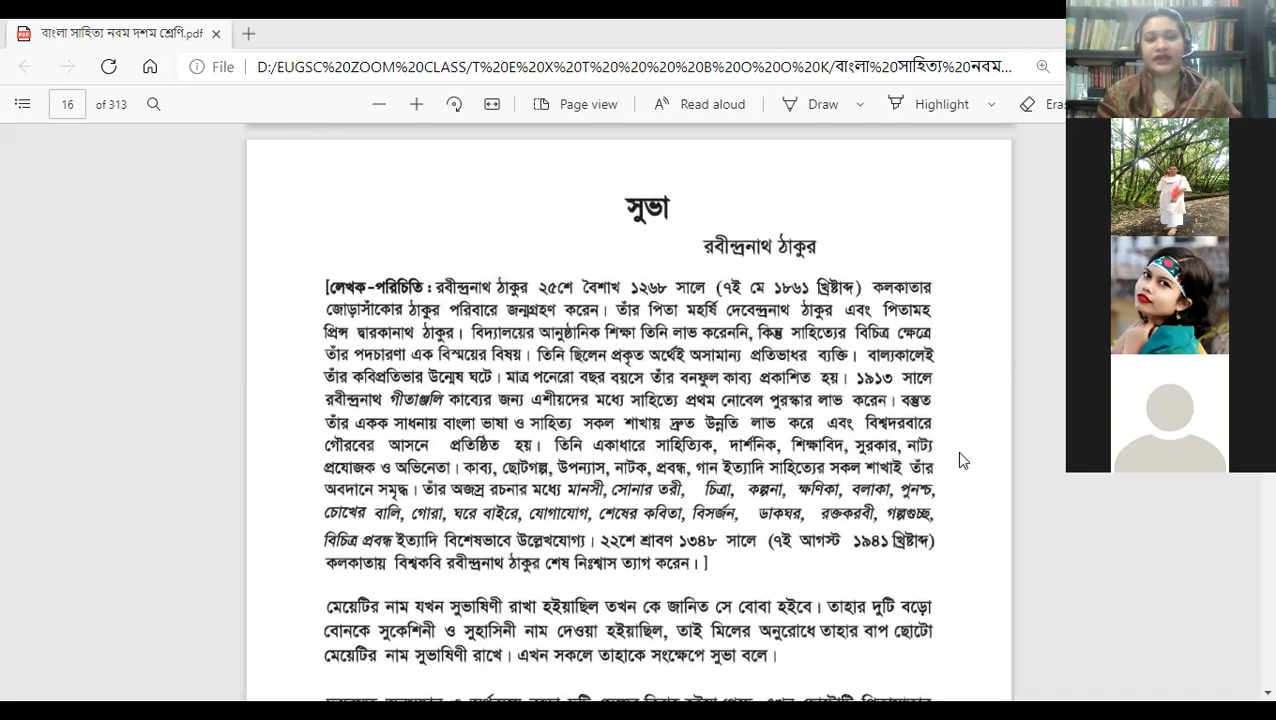 বাংলা সাহিত্য নবম দশম শ্রেণি.pdf
File D:/EUGSC%20ZOOM%20CLASS/T%20E%20X%20T%20%20%20%20B%20O%20O%20K/বাংলা%20সাহিত্য%20নবম...
16 of 313 Page view Read aloud Draw Highlight Eras
সুভা
রবীন্দ্রনাথ ঠাকুর
[লেখক-পরিচিতি : রবীন্দ্রনাথ ঠাকুর ২৫শে বৈশাখ ১২৬৮ সালে (৭ই মে ১৮৬১ খ্রিষ্টাব্দ) কলকাতার
জোড়াসাঁকোর ঠাকুর পরিবারে জন্মগ্রহণ করেন। তাঁর পিতা মহর্ষি দেবেন্দ্রনাথ ঠাকুর এবং পিতামহ
প্রিন্স দ্বারকানাথ ঠাকুর। বিদ্যালয়ের আনুষ্ঠানিক শিক্ষা তিনি লাভ করেননি, কিন্তু সাহিত্যের বিচিত্র ক্ষেত্রে
তাঁর পদচারণা এক বিস্ময়ের বিষয়। তিনি ছিলেন প্রকৃত অর্থেই অসামান্য প্রতিভাধর ব্যক্তি। বাল্যকালেই
তাঁর কবিপ্রতিভার উন্মেষ ঘটে। মাত্র পনেরো বছর বয়সে তাঁর বনফুল কাব্য প্রকাশিত হয়। ১৯১৩ সালে
রবীন্দ্রনাথ গীতাঞ্জলি কাব্যের জন্য এশীয়দের মধ্যে সাহিত্যে প্রথম নোবেল পুরস্কার লাভ করেন। বস্তুত
তাঁর একক সাধনায় বাংলা ভাষা ও সাহিত্য সকল শাখায় দ্রুত উন্নতি লাভ করে এবং বিশ্বদরবারে
গৌরবের আসনে প্রতিষ্ঠিত হয়। তিনি একাধারে সাহিত্যিক, দার্শনিক, শিক্ষাবিদ, সুরকার, নাট্য
প্রযোজক ও অভিনেতা। কাব্য, ছোটগল্প, উপন্যাস, নাটক, প্রবন্ধ, গান ইত্যাদি সাহিত্যের সকল শাখাই তাঁর
অবদানে সমৃদ্ধ। তাঁর অজস্র রচনার মধ্যে মানসী, সোনার তরী, চিত্রা, কল্পনা, ক্ষণিকা, বলাকা, পুনশ্চ,
চোখের বালি, গোরা, ঘরে বাইরে, যোগাযোগ, শেষের কবিতা, বিসর্জন, ডাকঘর, রক্তকরবী, গল্পগুচ্ছ,
বিচিত্র প্রবন্ধ ইত্যাদি বিশেষভাবে উল্লেখযোগ্য। ২২শে শ্রাবণ ১৩৪৮ সালে (৭ই আগস্ট ১৯৪১ খ্রিষ্টাব্দ)
কলকাতায় বিশ্বকবি রবীন্দ্রনাথ ঠাকুর শেষ নিঃশ্বাস ত্যাগ করেন। ]
মেয়েটির নাম যখন সুভাষিণী রাখা হইয়াছিল তখন কে জানিত সে বোবা হইবে। তাহার দুটি বড়ো
বোনকে সুকেশিনী ও সুহাসিনী নাম দেওয়া হইয়াছিল, তাই মিলের অনুরোধে তাহার বাপ ছোটো
মেয়েটির নাম সুভাষিণী রাখে। এখন সকলে তাহাকে সংক্ষেপে সুভা বলে।